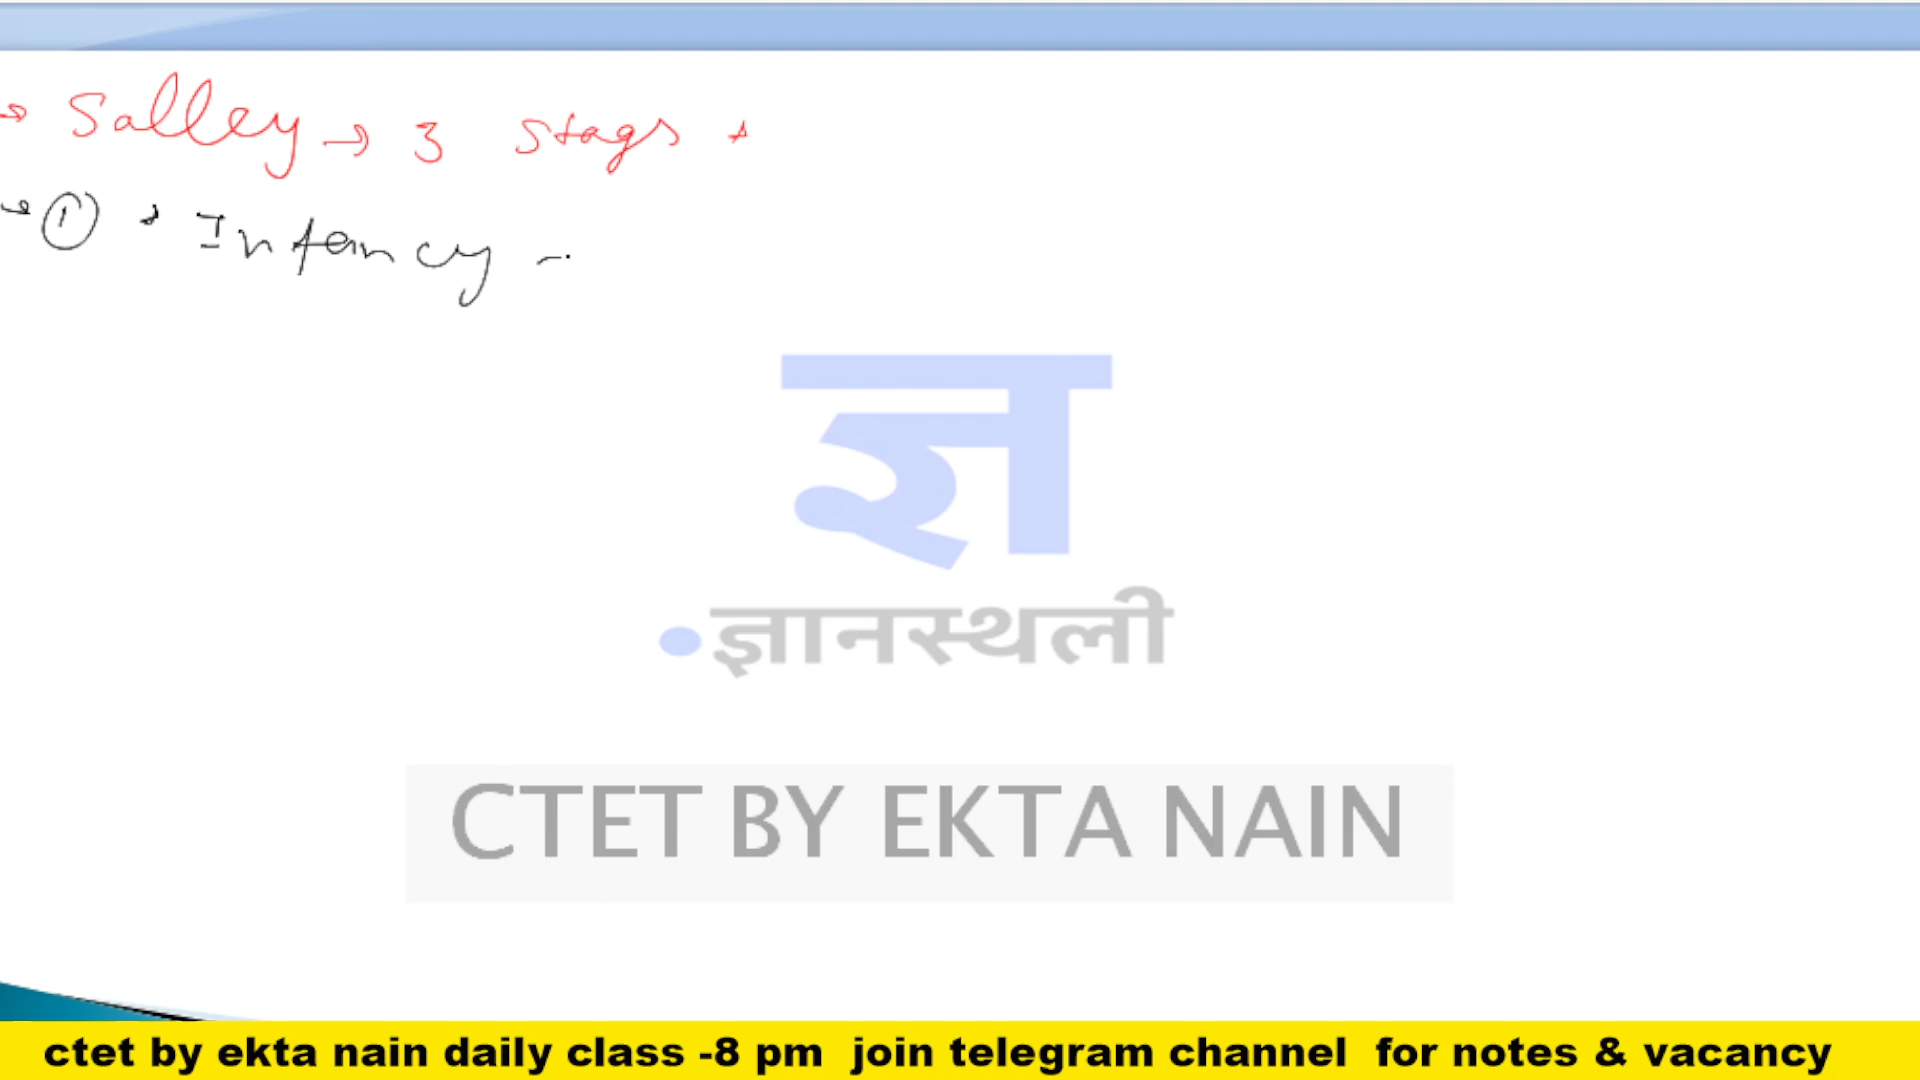 → Salley → 3 Stags
→ ① Infancy -
ज्ञ
ज्ञानस्थली
CTET BY EKTA NAIN
ctet by ekta nain daily class -8 pm join telegram channel for notes & vacancy